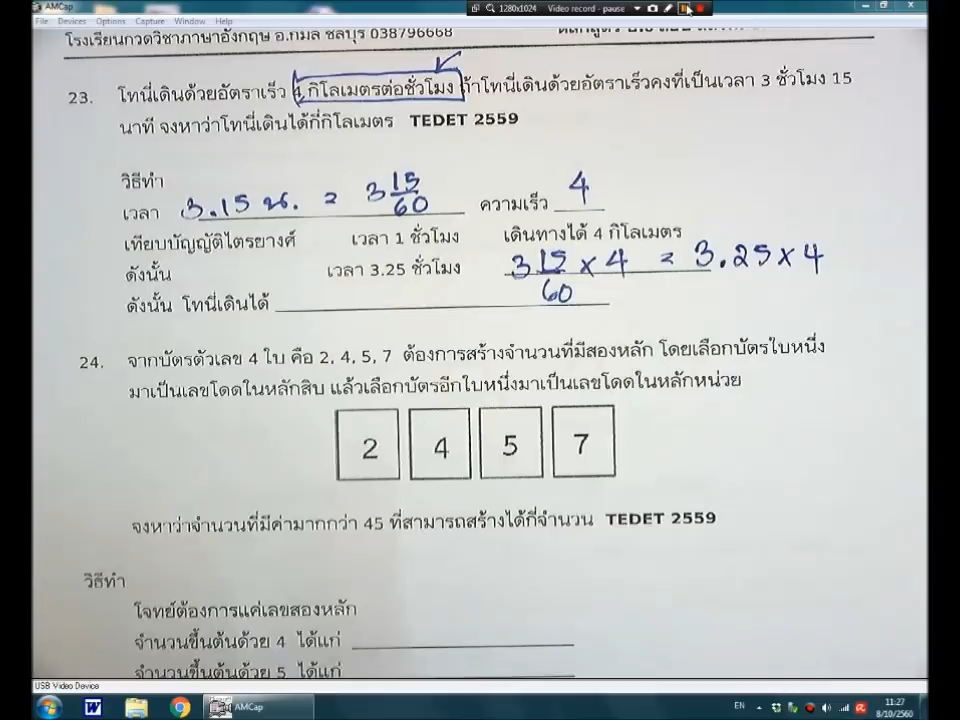 AMCap
1280x1024 Video record - pause
File Devices Options Capture Window Help
โรงเรียนกวดวิชาภาษาอังกฤษ อ.กมล ชลบุร 038796668
23. โทนี่เดินด้วยอัตราเร็ว 4 กิโลเมตรต่อชั่วโมง ถ้าโทนี่เดินด้วยอัตราเร็วคงที่เป็นเวลา 3 ชั่วโมง 15
นาที จงหาว่าโทนี่เดินได้กี่กิโลเมตร TEDET 2559
วิธีทำ
เวลา 3.15 น. = 3 15/60 ความเร็ว 4
เทียบบัญญัติไตรยางศ์ เวลา 1 ชั่วโมง เดินทางได้ 4 กิโลเมตร
ดังนั้น เวลา 3.25 ชั่วโมง 3 15/60 x 4 = 3.25 x 4
ดังนั้น โทนี่เดินได้
24. จากบัตรตัวเลข 4 ใบ คือ 2, 4, 5, 7 ต้องการสร้างจำนวนที่มีสองหลัก โดยเลือกบัตรใบหนึ่ง
มาเป็นเลขโดดในหลักสิบ แล้วเลือกบัตรอีกใบหนึ่งมาเป็นเลขโดดในหลักหน่วย
2 4 5 7
จงหาว่าจำนวนที่มีค่ามากกว่า 45 ที่สามารถสร้างได้กี่จำนวน TEDET 2559
วิธีทำ
โจทย์ต้องการแค่เลขสองหลัก
จำนวนขึ้นต้นด้วย 4 ได้แก่
จำนวนขึ้นต้นด้วย 5 ได้แก่
USB Video Device
AMCap
EN
11:27
8/10/2560